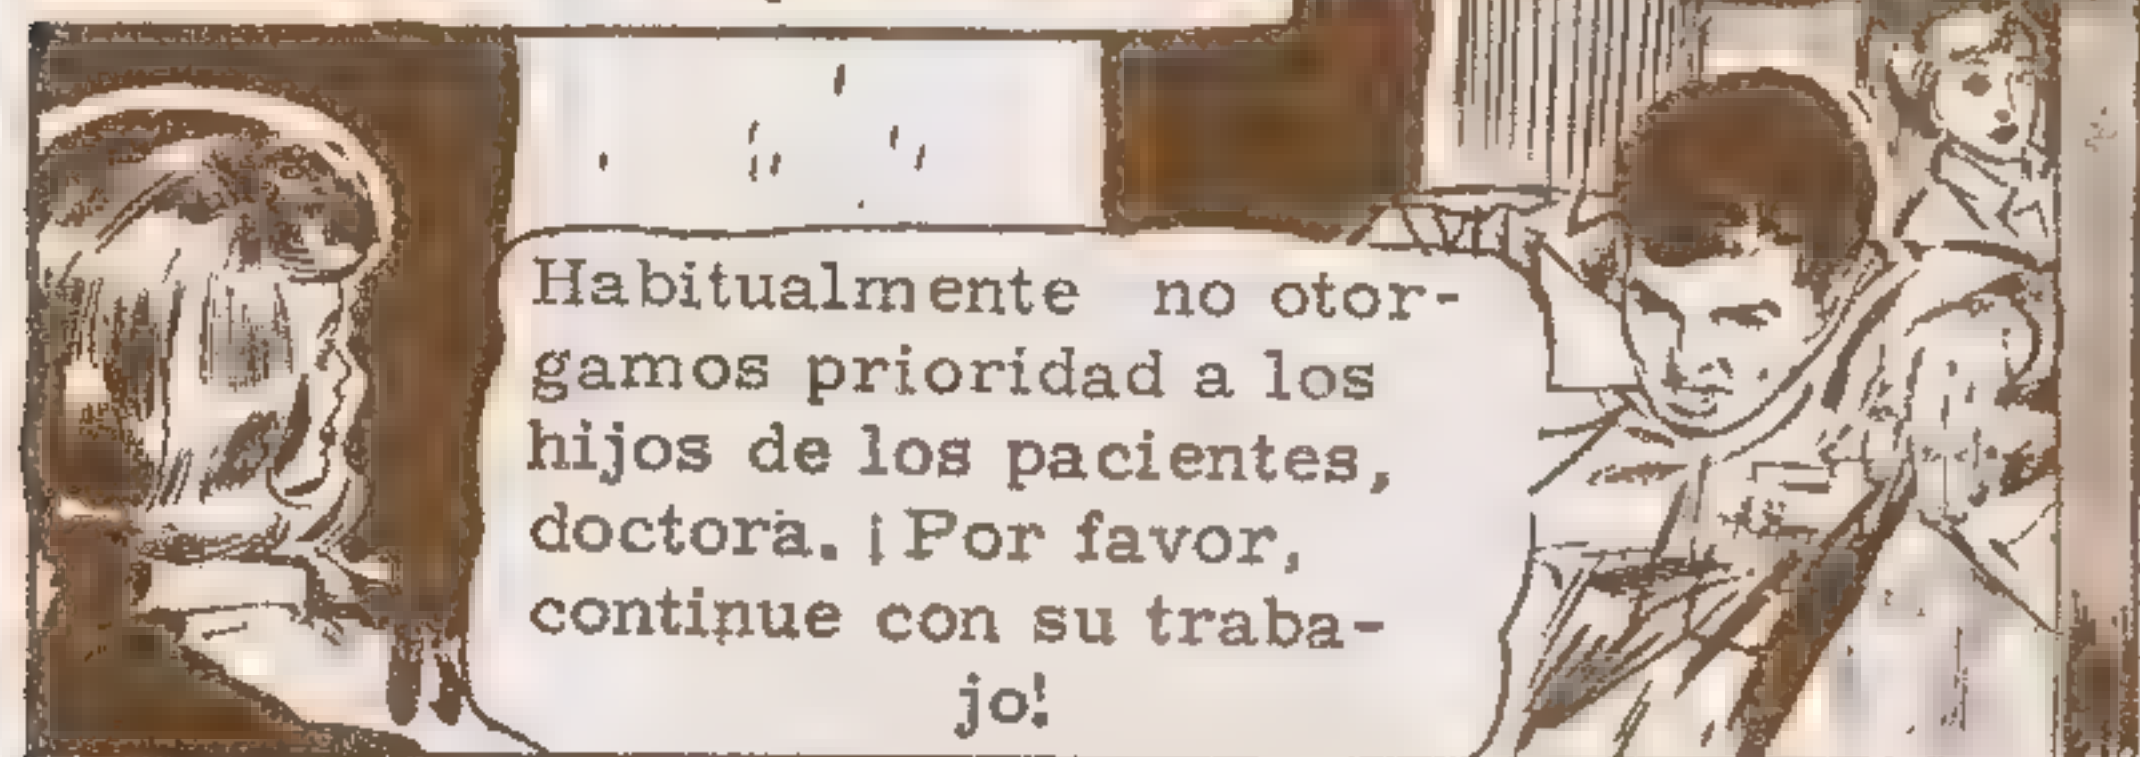 Habitualmente no otor-
gamos prioridad a los
hijos de los pacientes,
doctora. ¡Por favor,
continue con su traba-
jo!